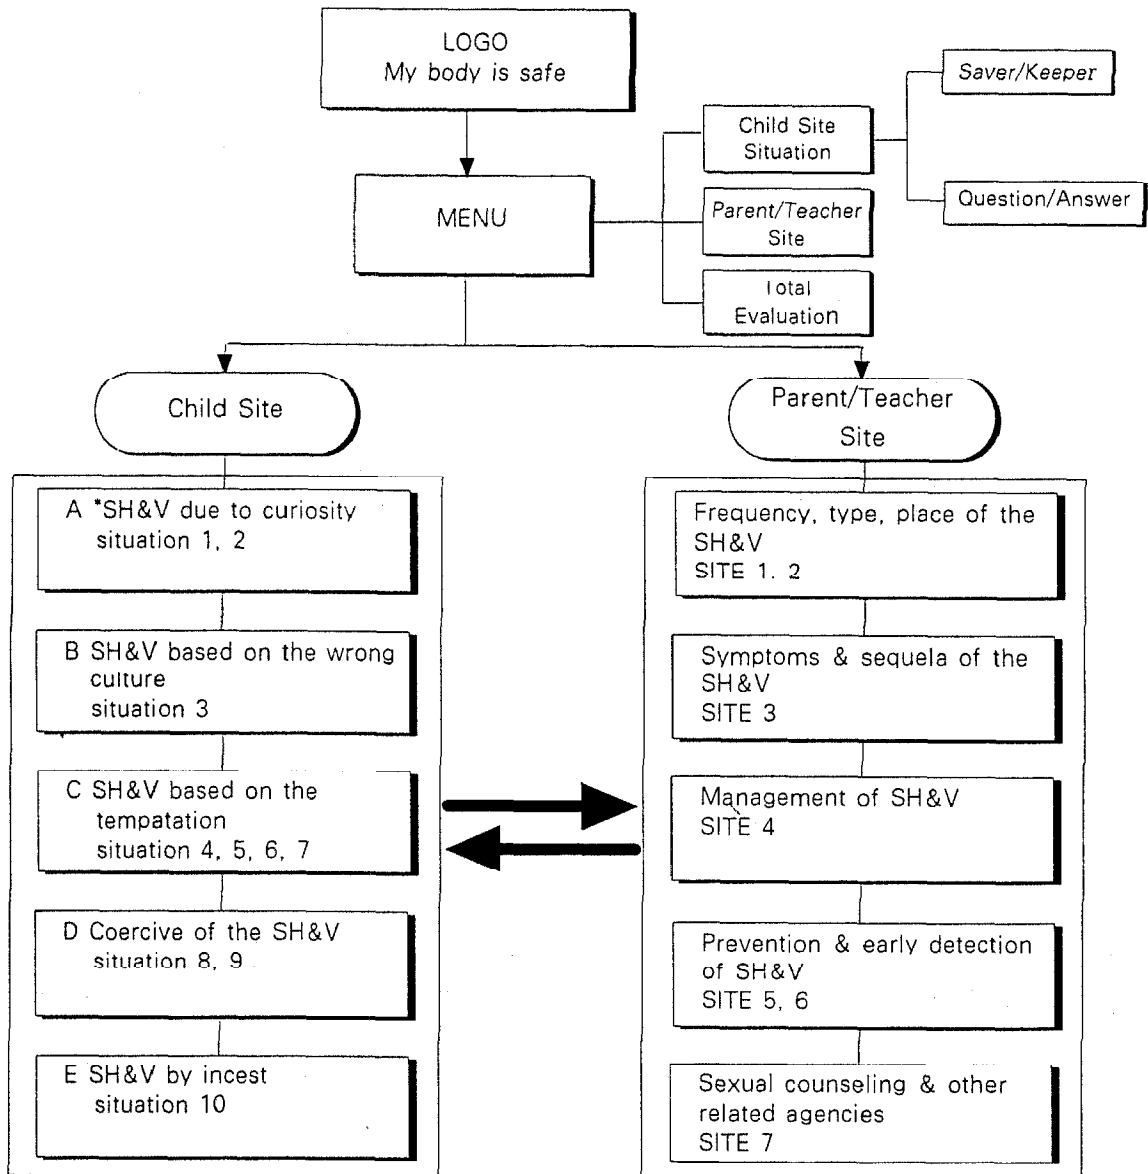 LOGO
My body is safe
Saver/Keeper
Child Site
Situation
Question/Answer
MENU
Parent/Teacher
Site
Total
Evaluation
Child Site
Parent/Teacher
Site
A *SH&V due to curiosity
situation 1, 2
B SH&V based on the wrong
culture
situation 3
C SH&V based on the
tempatation
situation 4, 5, 6, 7
D Coercive of the SH&V
situation 8, 9
E SH&V by incest
situation 10
Frequency, type, place of the
SH&V
SITE 1. 2
Symptoms & sequela of the
SH&V
SITE 3
Management of SH&V
SITE 4
Prevention & early detection
of SH&V
SITE 5, 6
Sexual counseling & other
related agencies
SITE 7